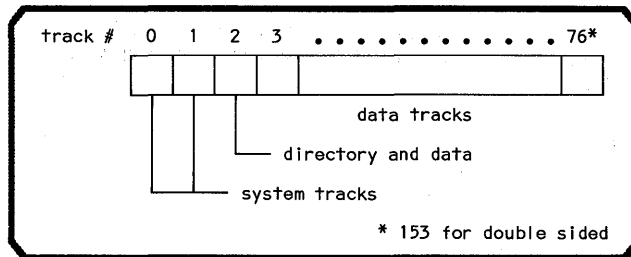 track # 0 1 2 3 . . . . . . . . . . . . 76*
data tracks
directory and data
system tracks
* 153 for double sided